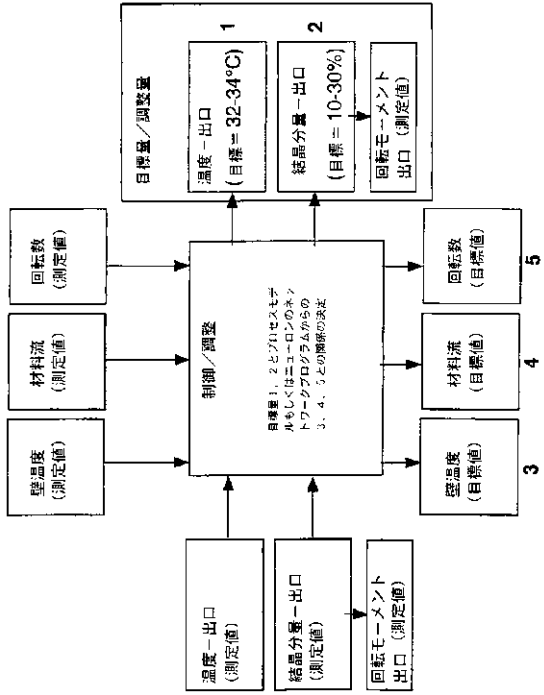 目標量／調整量
温度－出口
(目標＝32-34°C)
1
結晶分量－出口
(目標＝10-30%)
2
回転モーメント
出口（測定値）
壁温度
(測定値)
材料流
(測定値)
回転数
(測定値)
制御／調整
目標量1、2とプロセスモデ
ルもしくはニューロンのネッ
トワークプログラムからの
3、4、5との関係の決定
温度－出口
(測定値)
結晶分量－出口
(測定値)
回転モーメント
出口（測定値）
壁温度
(目標値)
3
材料流
(目標値)
4
回転数
(目標値)
5